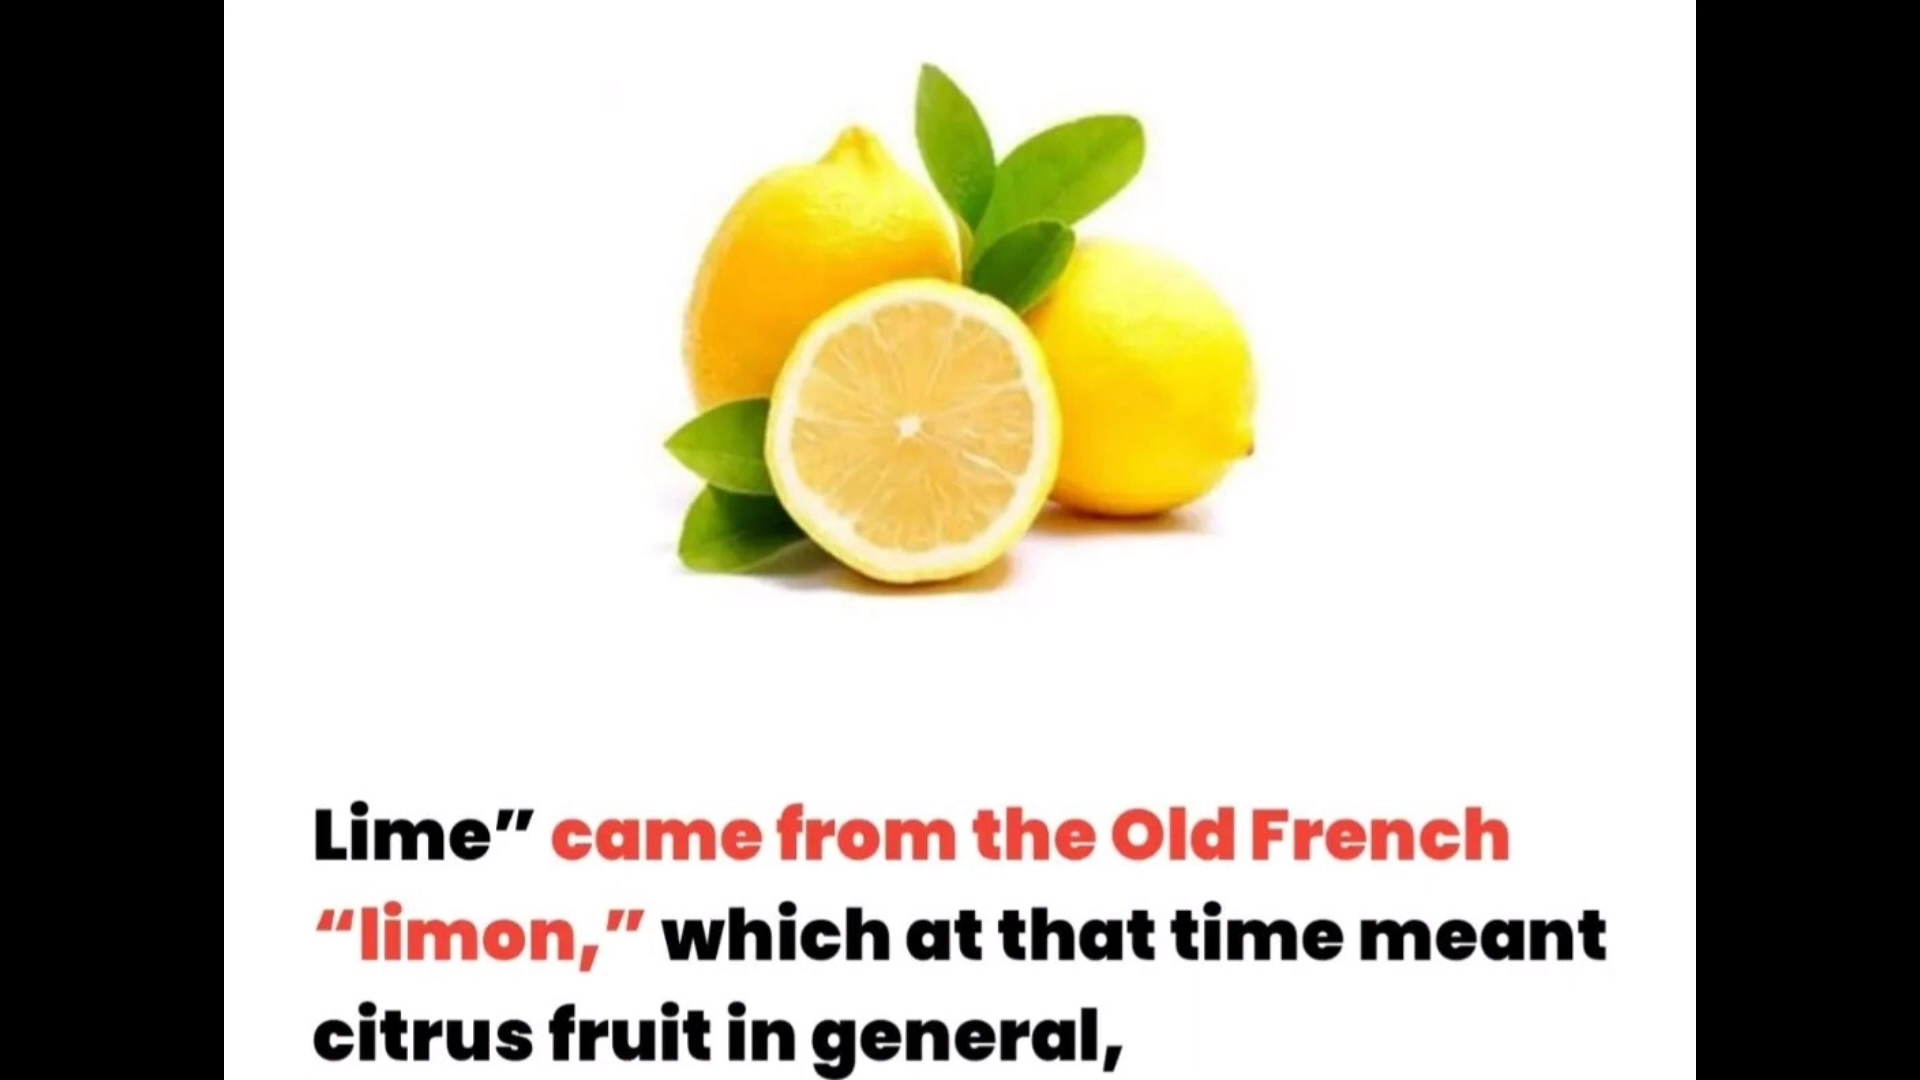 Lime” came from the Old French
“limon,” which at that time meant
citrus fruit in general,